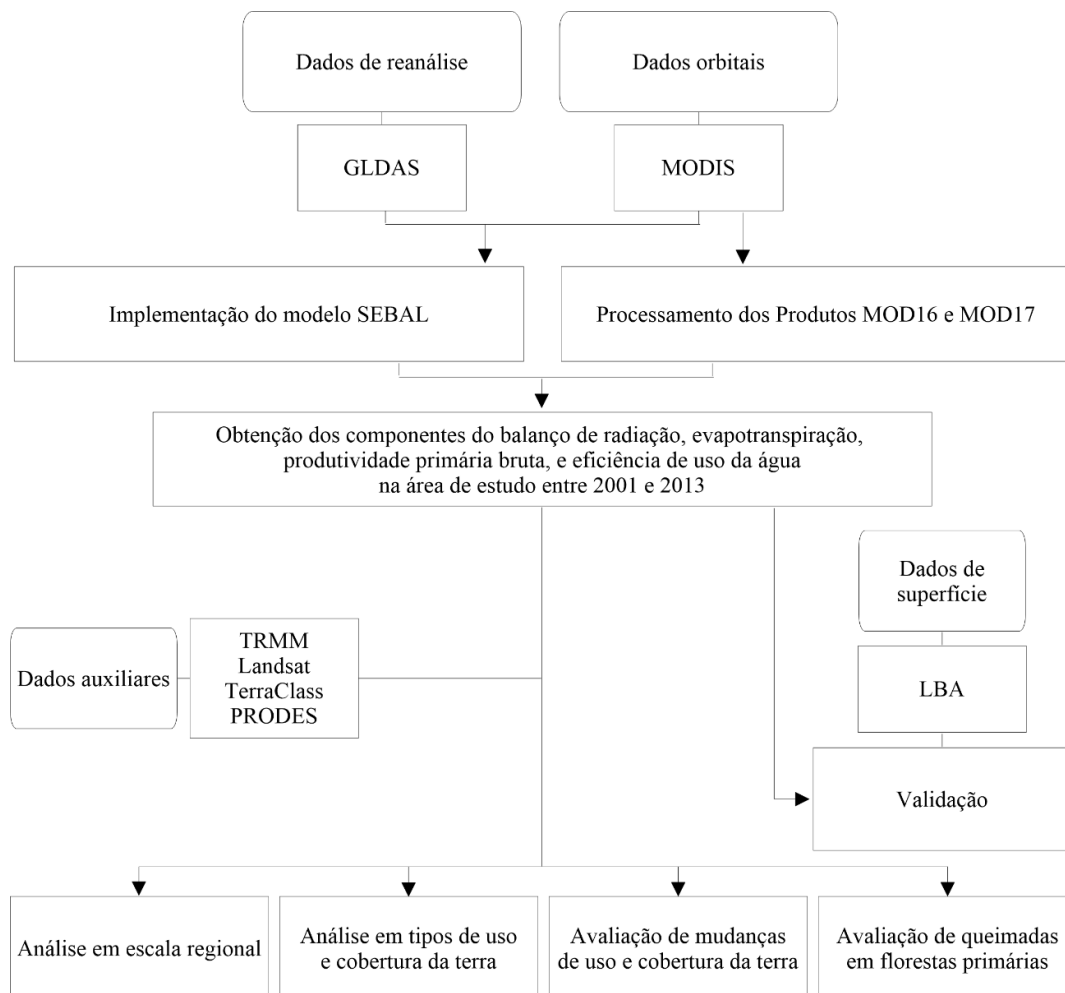 Dados de reanálise
Dados orbitais
GLDAS
MODIS
Implementação do modelo SEBAL
Processamento dos Produtos MOD16 e MOD17
Obtenção dos componentes do balanço de radiação, evapotranspiração,
produtividade primária bruta, e eficiência de uso da água
na área de estudo entre 2001 e 2013
Dados de
superfície
Dados auxiliares
TRMM
Landsat
TerraClass
PRODES
LBA
Validação
Análise em escala regional
Análise em tipos de uso
e cobertura da terra
Avaliação de mudanças
de uso e cobertura da terra
Avaliação de queimadas
em florestas primárias